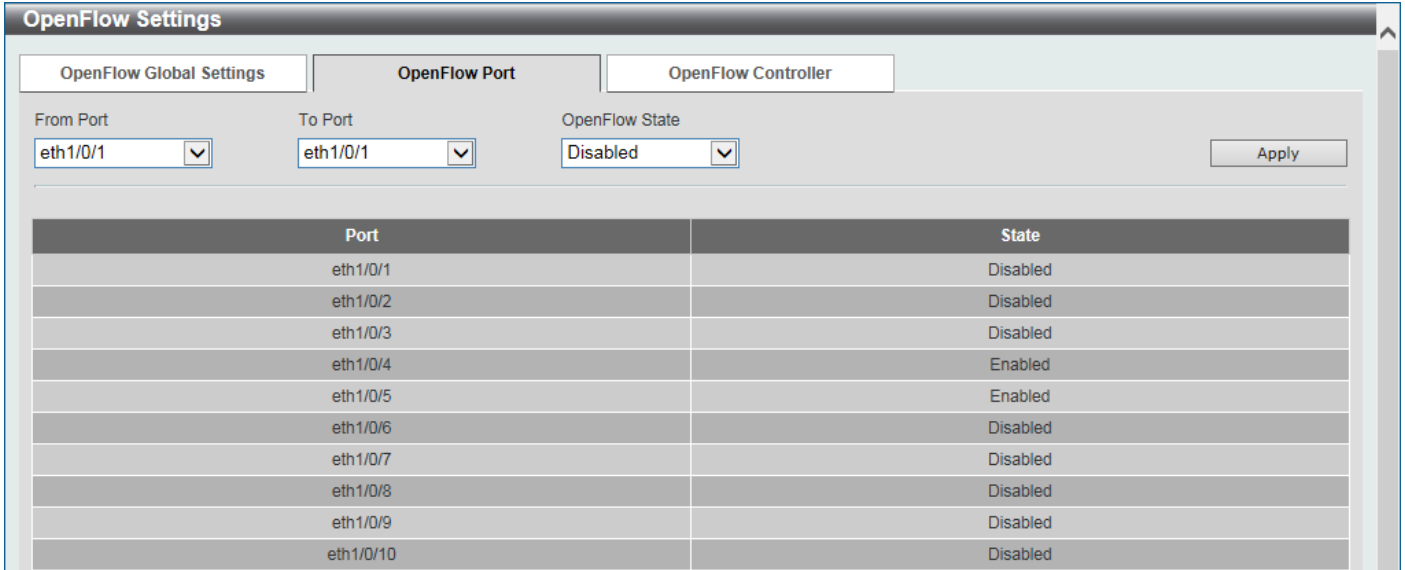 OpenFlow Settings
OpenFlow Global Settings OpenFlow Port OpenFlow Controller
From Port To Port OpenFlow State
eth1/0/1 eth1/0/1 Disabled Apply
Port State
eth1/0/1 Disabled
eth1/0/2 Disabled
eth1/0/3 Disabled
eth1/0/4 Enabled
eth1/0/5 Enabled
eth1/0/6 Disabled
eth1/0/7 Disabled
eth1/0/8 Disabled
eth1/0/9 Disabled
eth1/0/10 Disabled